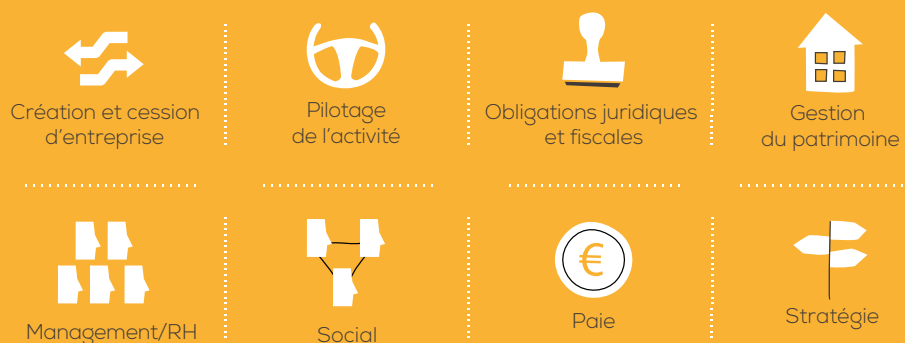 Création et cession
d'entreprise
Pilotage
de l'activité
Obligations juridiques
et fiscales
Gestion
du patrimoine
Management/RH
Social
€
Paie
Stratégie